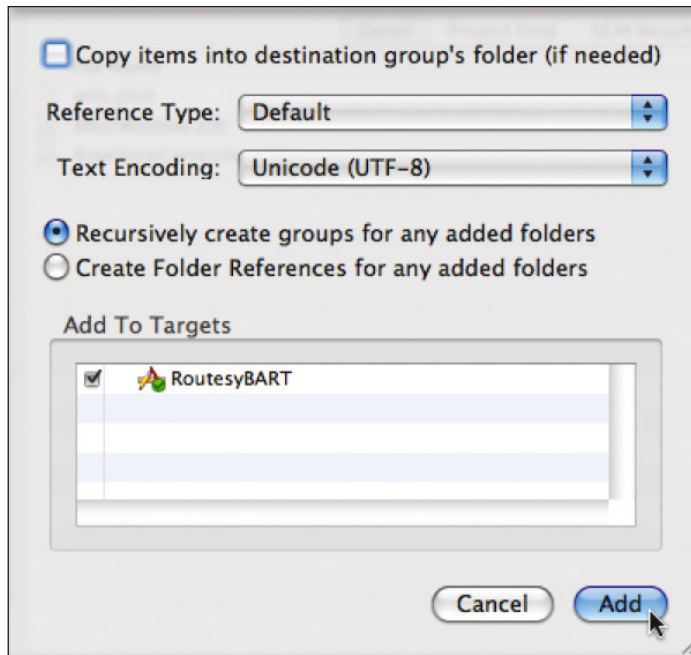 Copy items into destination group's folder (if needed)
Reference Type: Default
Text Encoding: Unicode (UTF-8)
Recursively create groups for any added folders
Create Folder References for any added folders
Add To Targets
RoutesyBART
Cancel Add